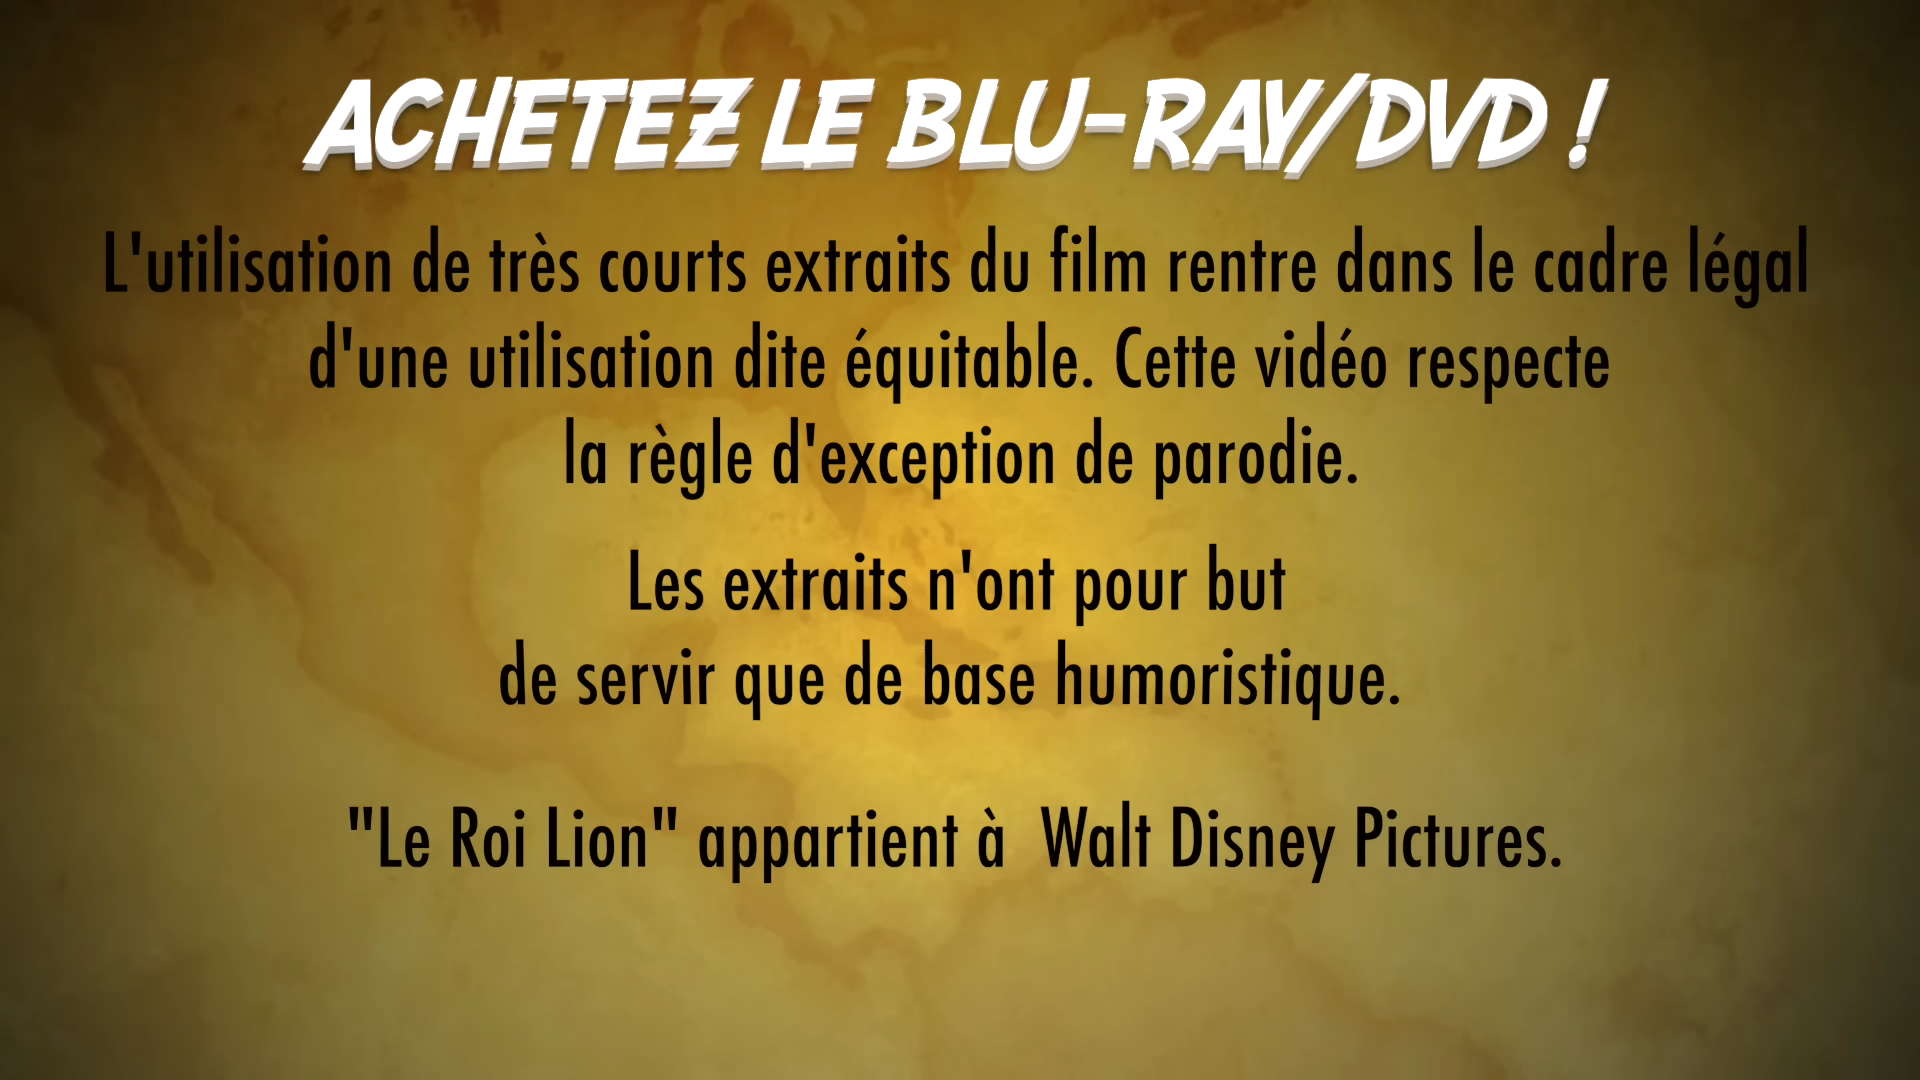 ACHETEZ LE BLU-RAY/DVD !
L'utilisation de très courts extraits du film rentre dans le cadre légal
d'une utilisation dite équitable. Cette vidéo respecte
la règle d'exception de parodie.
Les extraits n'ont pour but
de servir que de base humoristique.
"Le Roi Lion" appartient à  Walt Disney Pictures.